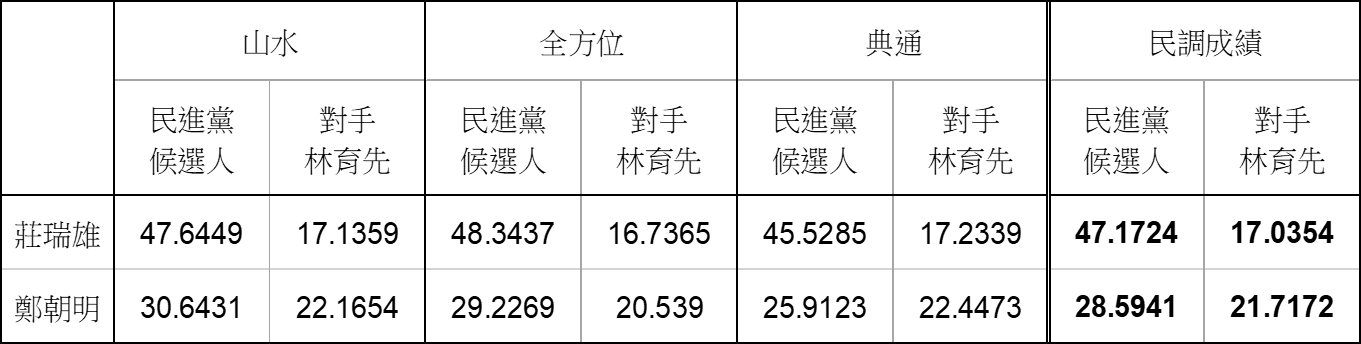 山水 全方位 典通 民調成績
民進黨 對手 民進黨 對手 民進黨 對手 民進黨 對手
候選人 林育先 候選人 林育先 候選人 林育先 候選人 林育先
莊瑞雄 47.6449 17.1359 48.3437 16.7365 45.5285 17.2339 47.1724 17.0354
鄭朝明 30.6431 22.1654 29.2269 20.539 25.9123 22.4473 28.5941 21.7172